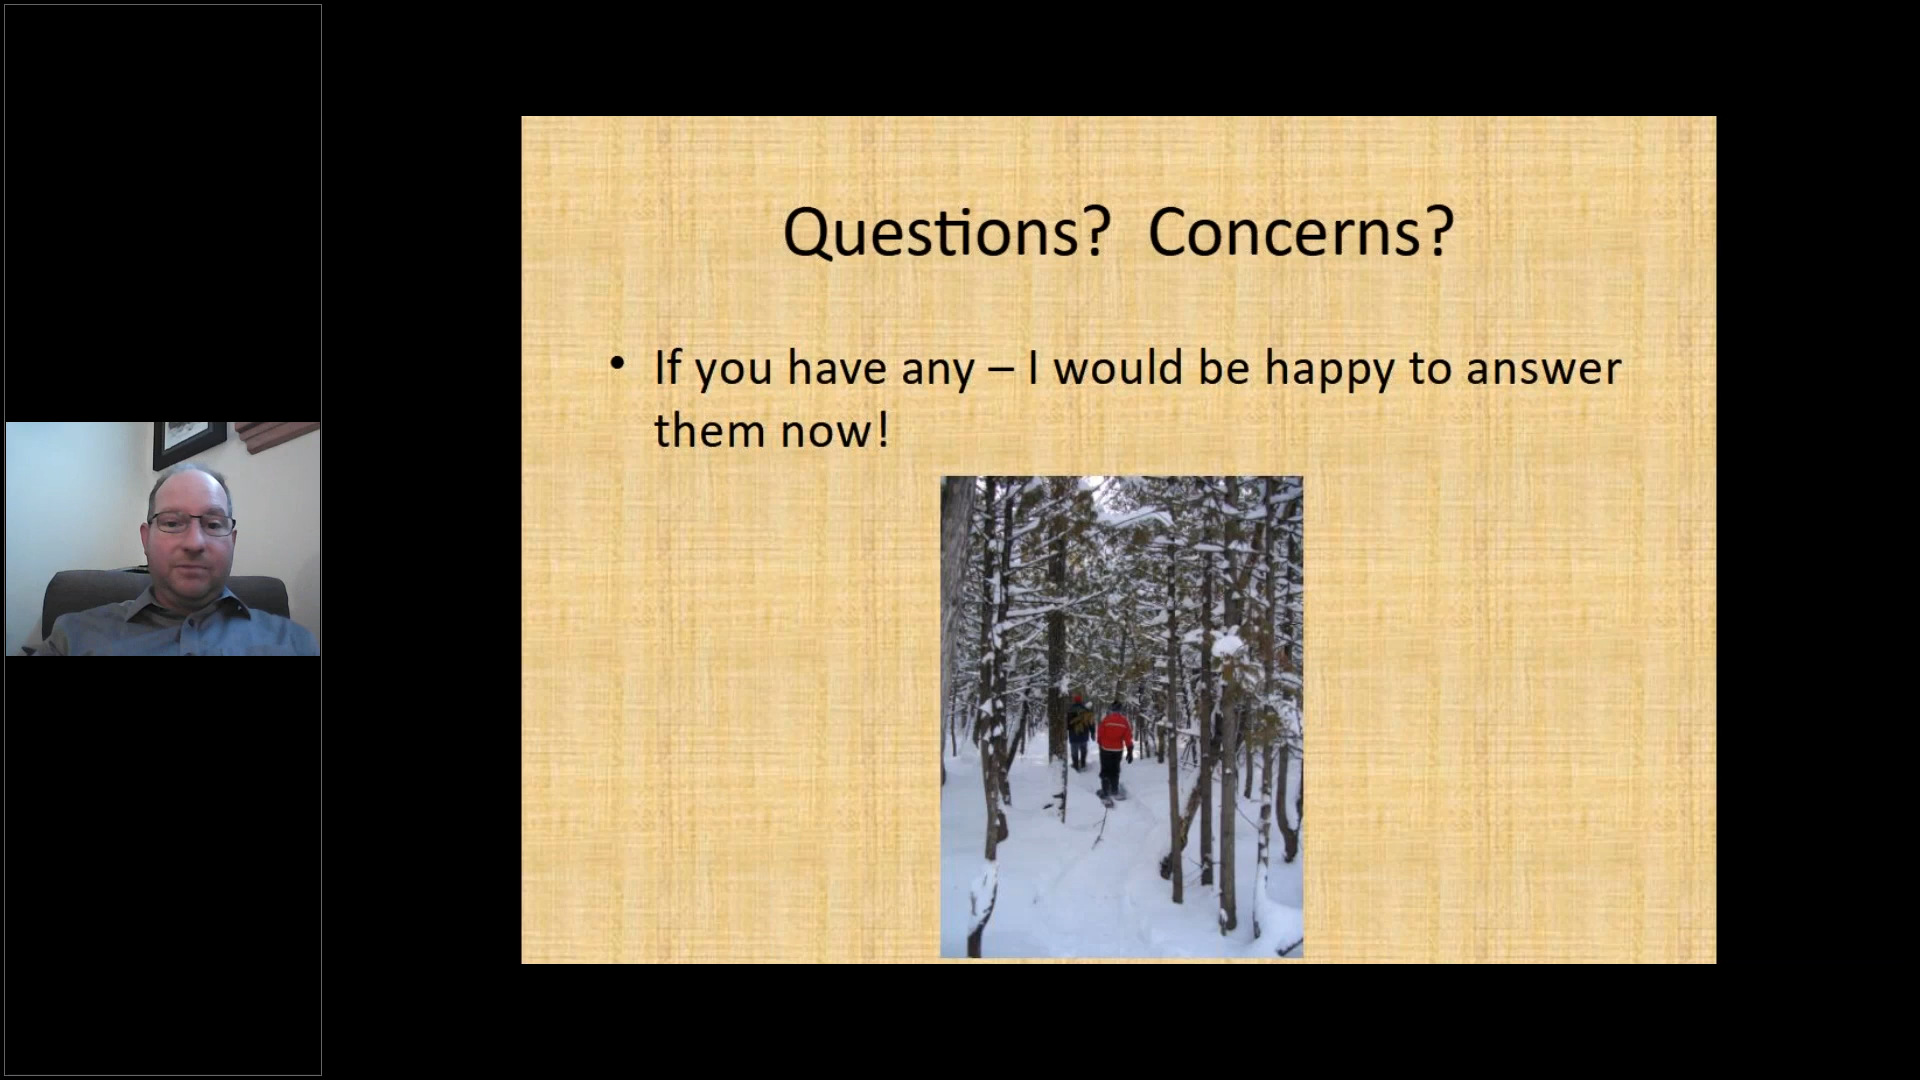 Questions?  Concerns?
• If you have any – I would be happy to answer
them now!